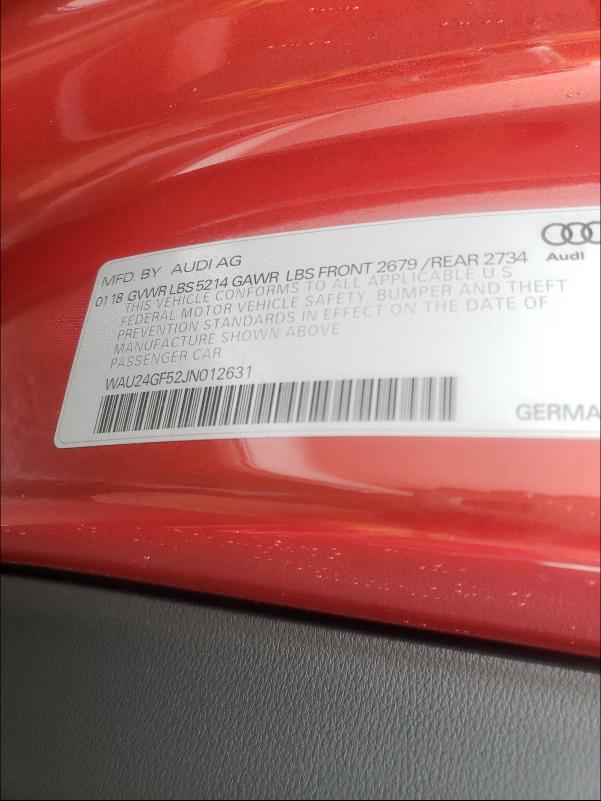 MFD. BY AUDI AG
01 18 GVWR LBS 5214 GAWR LBS FRONT 2679 /REAR 2734
THIS VEHICLE CONFORMS TO ALL APPLICABLE U S
FEDERAL MOTOR VEHICLE SAFETY, BUMPER AND THEFT
PREVENTION STANDARDS IN EFFECT ON THE DATE OF
MANUFACTURE SHOWN ABOVE
PASSENGER CAR
WAU24GF52JN012631
Audi
GERMA